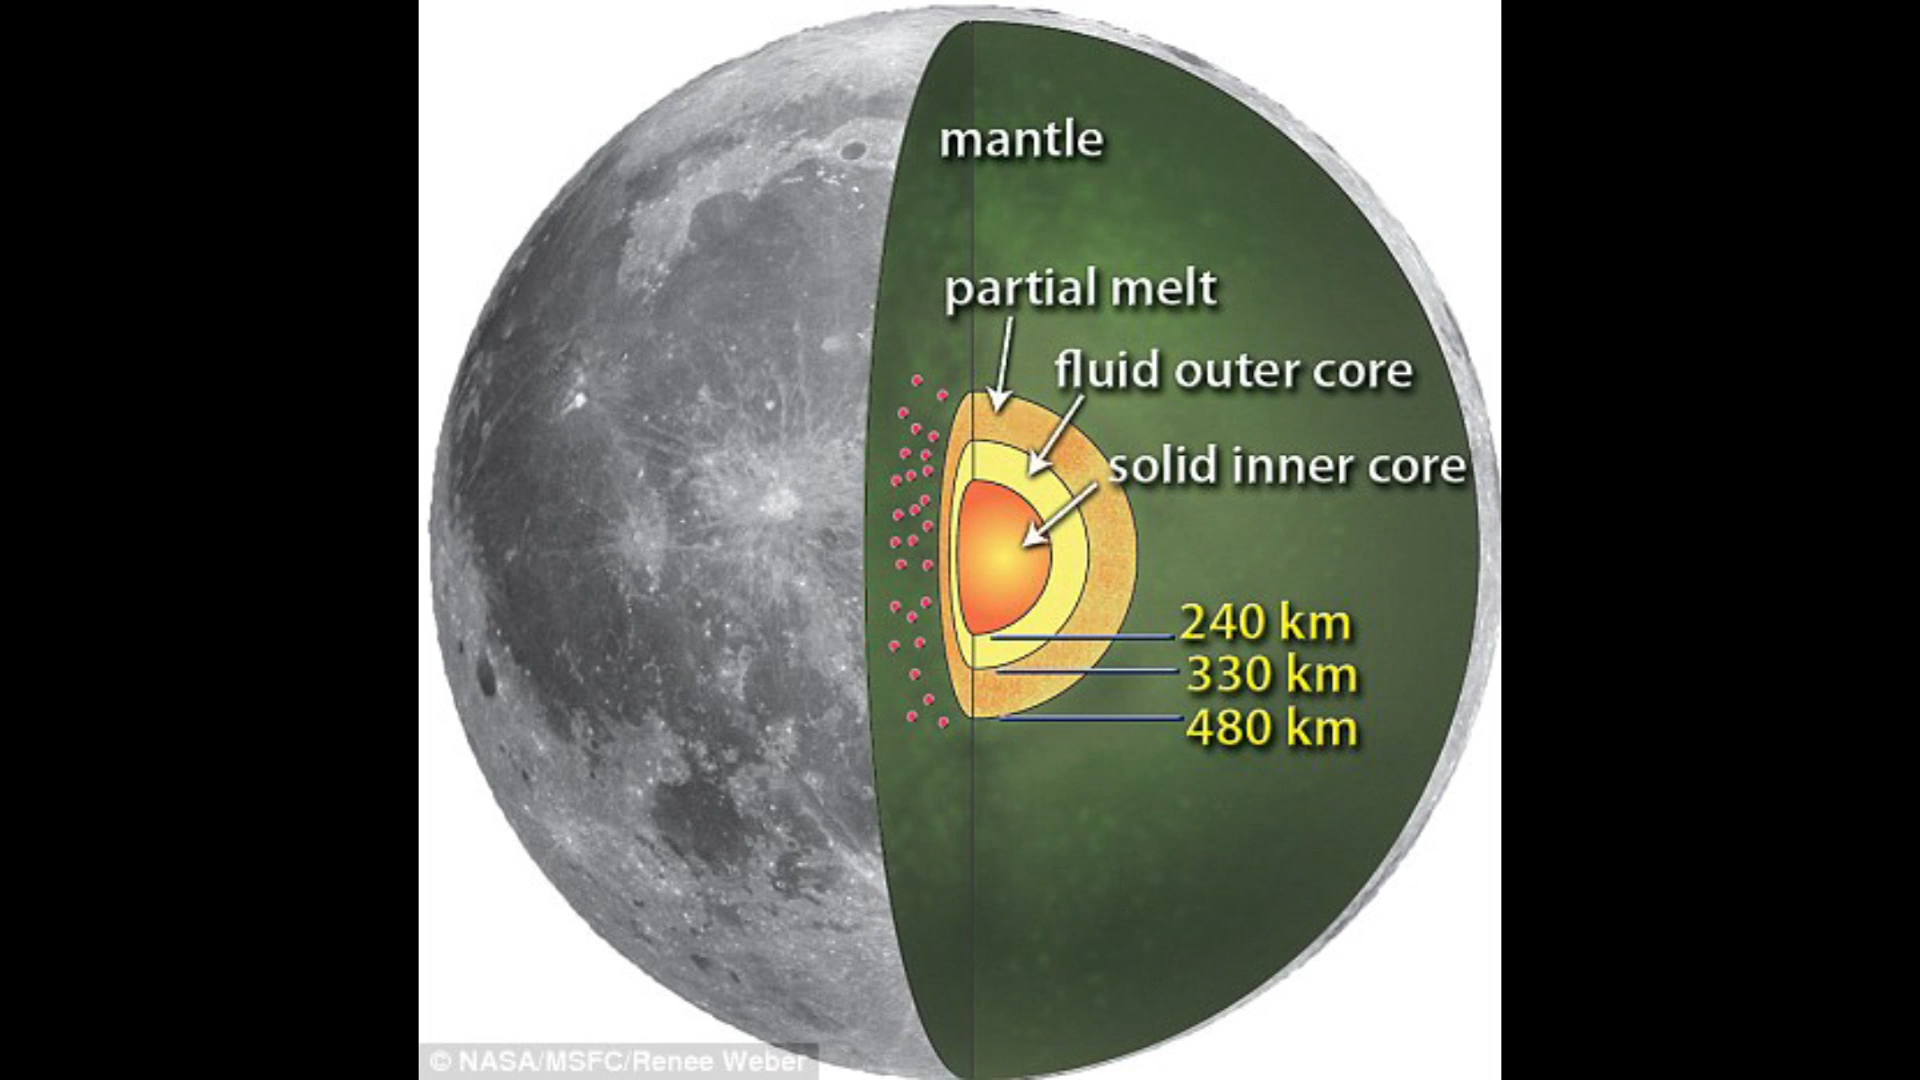 mantle
partial melt
fluid outer core
solid inner core
240 km
330 km
480 km
© NASA/MSFC/Renee Weber